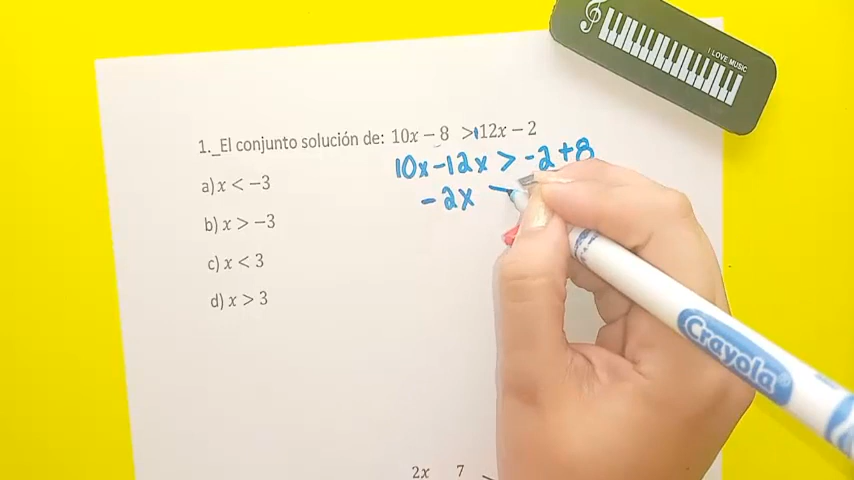 I LOVE MUSIC
1._El conjunto solución de: 10x − 8 > 12x − 2
10x-12x > -2+8
a) x < −3
-2x
b) x > −3
c) x < 3
d) x > 3
Crayola
2x 7